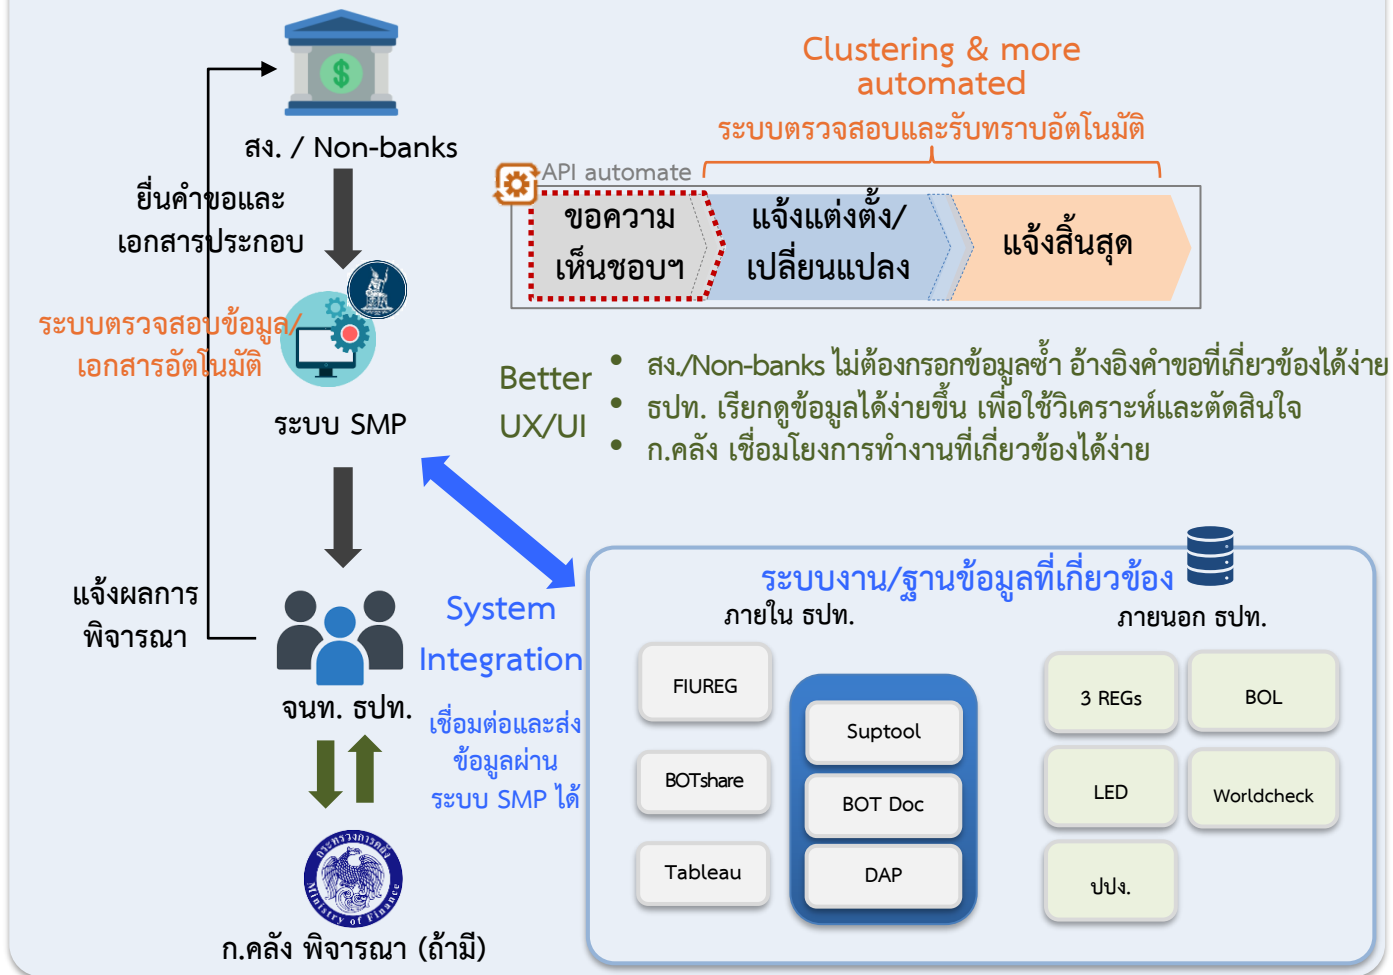 $
สง. / Non-banks
ยื่นคำขอและ
เอกสารประกอบ
ระบบตรวจสอบข้อมูล/
เอกสารอัตโนมัติ
ระบบ SMP
แจ้งผลการ
พิจารณา
จนท. ธปท.
กระทรวงการคลัง
Ministry of Finance
ก.คลัง พิจารณา (ถ้ามี)
Clustering & more
automated
ระบบตรวจสอบและรับทราบอัตโนมัติ
API automate
ขอความ
เห็นชอบฯ
แจ้งแต่งตั้ง/
เปลี่ยนแปลง
แจ้งสิ้นสุด
Better
UX/UI
• สง./Non-banks ไม่ต้องกรอกข้อมูลซ้ำ อ้างอิงคำขอที่เกี่ยวข้องได้ง่าย
• ธปท. เรียกดูข้อมูลได้ง่ายขึ้น เพื่อใช้วิเคราะห์และตัดสินใจ
• ก.คลัง เชื่อมโยงการทำงานที่เกี่ยวข้องได้ง่าย
System
Integration
เชื่อมต่อและส่ง
ข้อมูลผ่าน
ระบบ SMP ได้
ระบบงาน/ฐานข้อมูลที่เกี่ยวข้อง
ภายใน ธปท.
FIUREG
BOTshare
Tableau
Suptool
BOT Doc
DAP
ภายนอก ธปท.
3 REGs
BOL
LED
Worldcheck
ปปง.